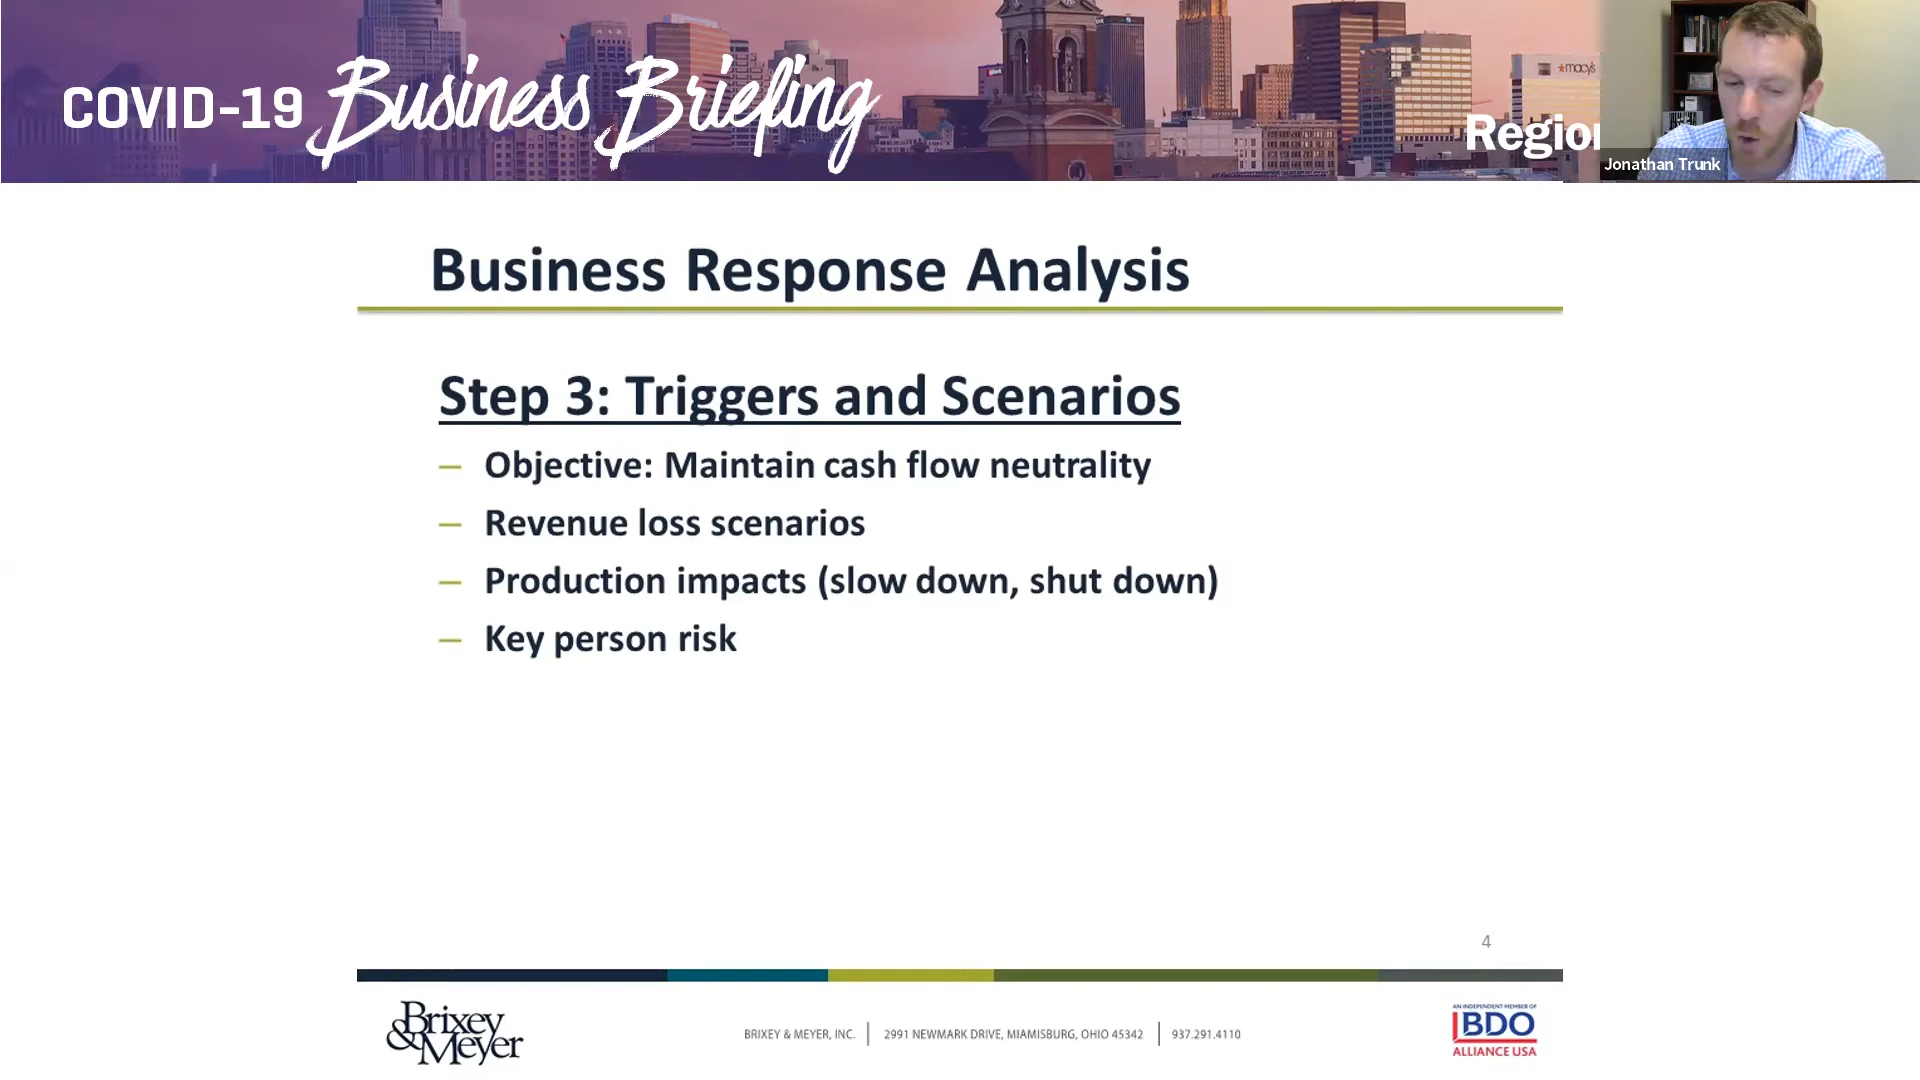 COVID-19 Business Briefing
macy's
Region
Jonathan Trunk
Business Response Analysis
Step 3: Triggers and Scenarios
– Objective: Maintain cash flow neutrality
– Revenue loss scenarios
– Production impacts (slow down, shut down)
– Key person risk
4
Brixey
&Meyer
BRIXEY & MEYER, INC. | 2991 NEWMARK DRIVE, MIAMISBURG, OHIO 45342 | 937.291.4110
AN INDEPENDENT MEMBER OF
BDO
ALLIANCE USA